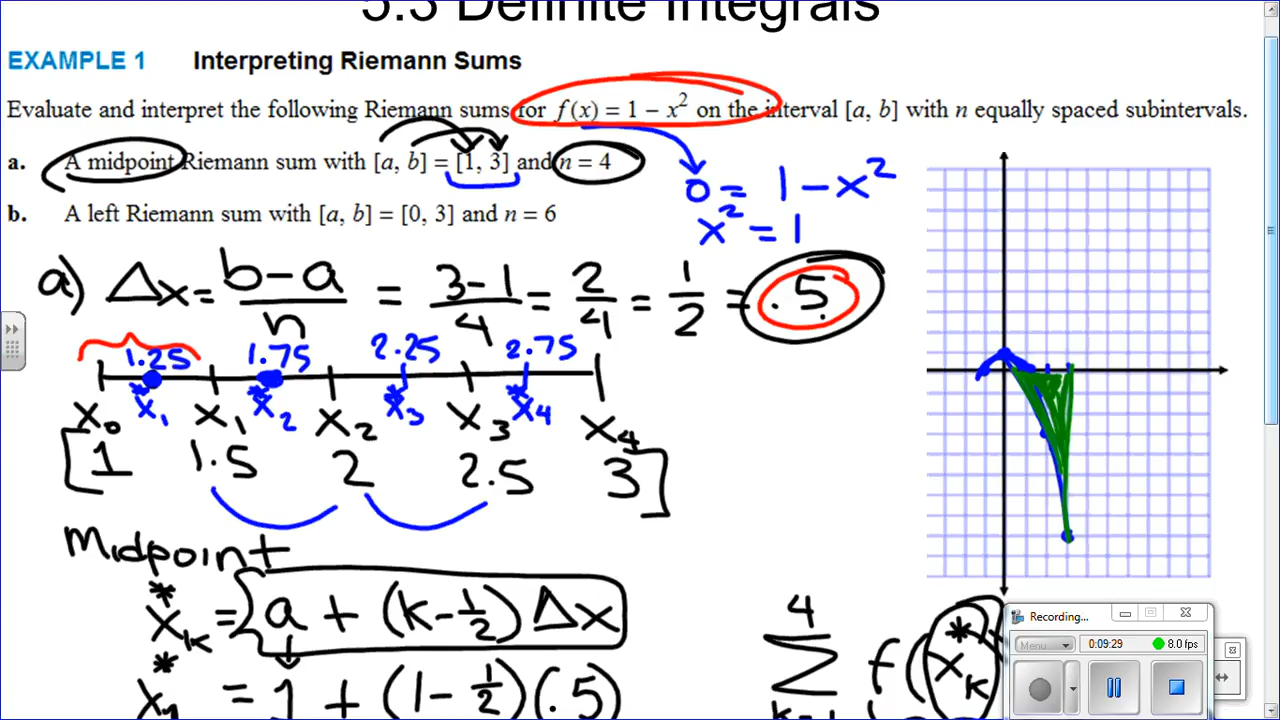 5.3 Definite Integrals
EXAMPLE 1 Interpreting Riemann Sums
Evaluate and interpret the following Riemann sums for f(x) = 1 − x² on the interval [a, b] with n equally spaced subintervals.
a. A midpoint Riemann sum with [a, b] = [1, 3] and n = 4
b. A left Riemann sum with [a, b] = [0, 3] and n = 6
0 = 1 − x²
x² = 1
a) Δx = b − a / n = 3 − 1 / 4 = 2/4 = 1/2 = .5
1.25 1.75 2.25 2.75
x₁* x₂* x₃* x₄*
x₀ x₁ x₂ x₃ x₄
[1 1.5 2 2.5 3]
Midpoint
xₖ* = a + (k − 1/2) Δx
x₁* = 1 + (1 − 1/2)(.5)
4
Σ f(xₖ*
k=1
Recording...
Menu 0:09:29 8.0 fps